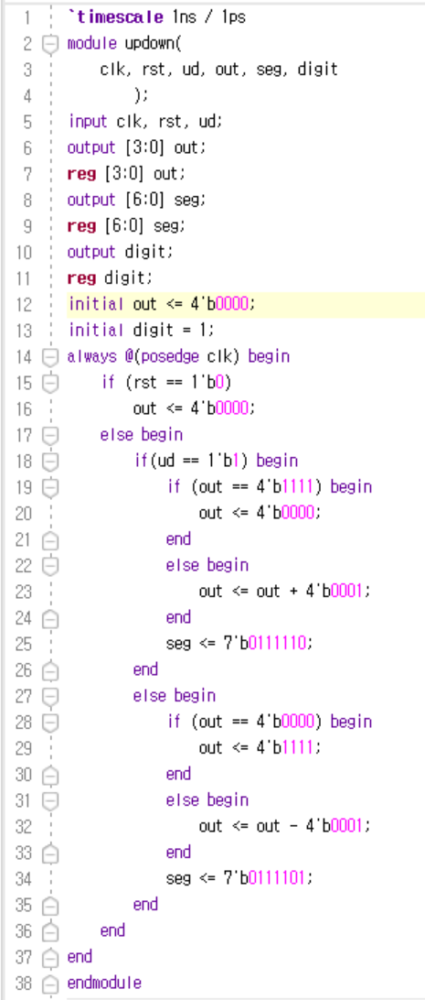 1 `timescale 1ns / 1ps
2 module updown(
3 clk, rst, ud, out, seg, digit
4 );
5 input clk, rst, ud;
6 output [3:0] out;
7 reg [3:0] out;
8 output [6:0] seg;
9 reg [6:0] seg;
10 output digit;
11 reg digit;
12 initial out <= 4'b0000;
13 initial digit = 1;
14 always @(posedge clk) begin
15 if (rst == 1'b0)
16 out <= 4'b0000;
17 else begin
18 if(ud == 1'b1) begin
19 if (out == 4'b1111) begin
20 out <= 4'b0000;
21 end
22 else begin
23 out <= out + 4'b0001;
24 end
25 seg <= 7'b0111110;
26 end
27 else begin
28 if (out == 4'b0000) begin
29 out <= 4'b1111;
30 end
31 else begin
32 out <= out - 4'b0001;
33 end
34 seg <= 7'b0111101;
35 end
36 end
37 end
38 endmodule